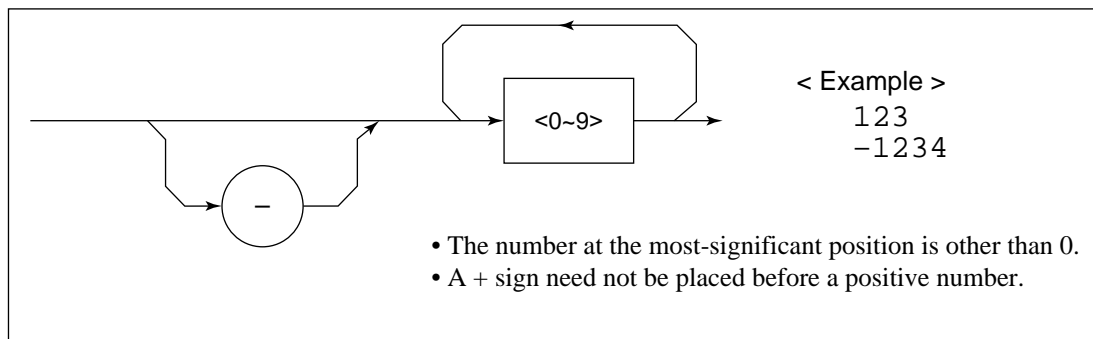 <0~9>
–
< Example >
123
–1234
• The number at the most-significant position is other than 0.
• A + sign need not be placed before a positive number.